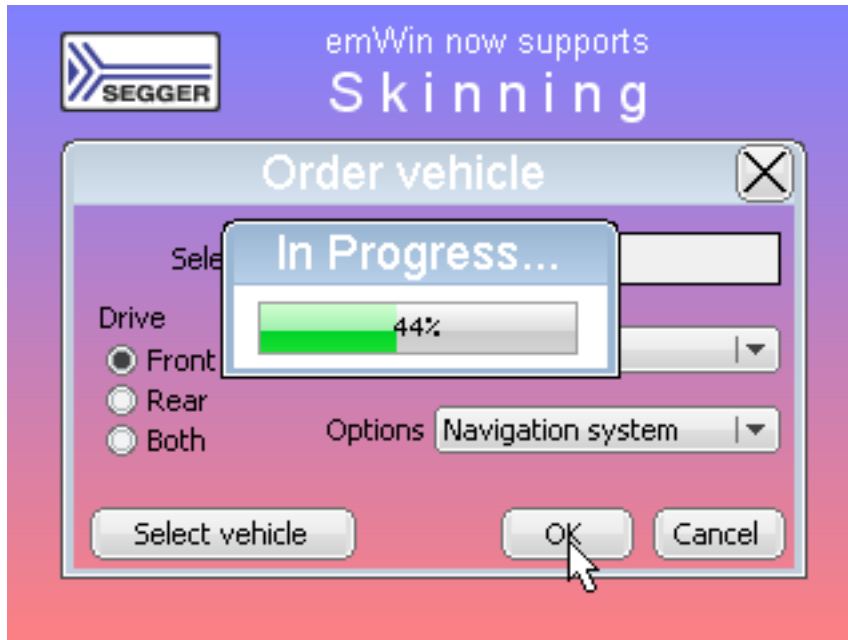 SEGGER
emWin now supports
Skinning
Order vehicle
In Progress...
44%
Drive
Front
Rear
Both
Options Navigation system
Select vehicle OK Cancel